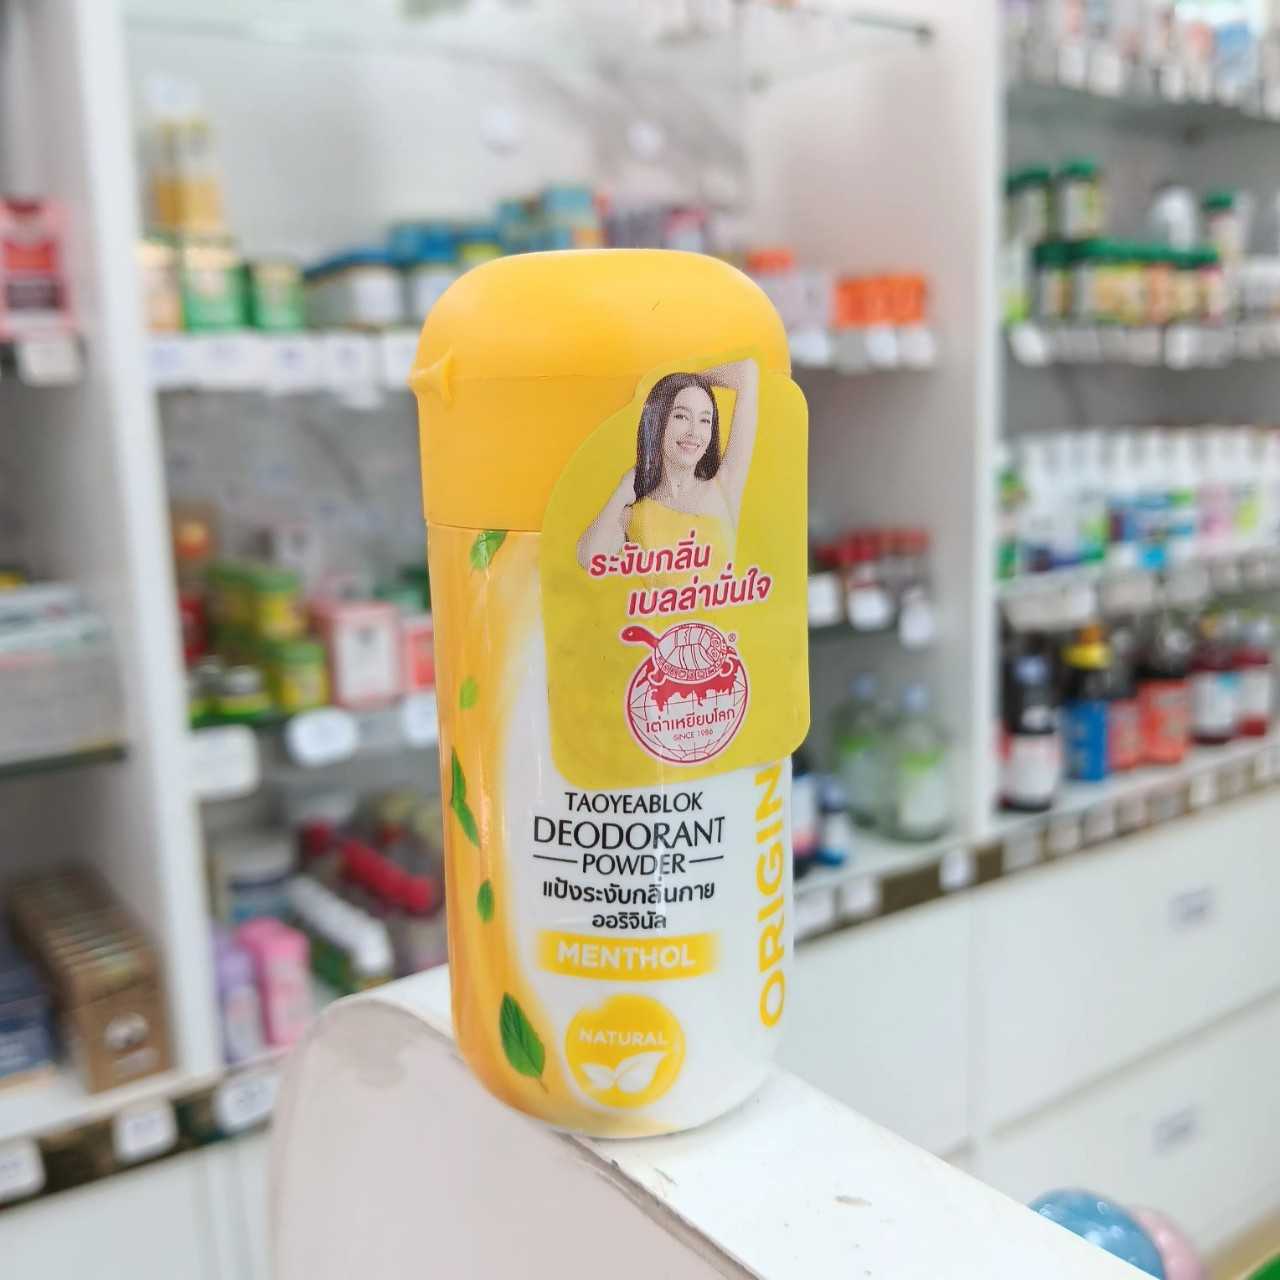 ระงับกลิ่น
เบลล่ามั่นใจ
®
เต่าเหยียบโลก
SINCE 1986
TAOYEABLOK
DEODORANT
POWDER
แป้งระงับกลิ่นกาย
ออริจินัล
MENTHOL
NATURAL
ORIGIN